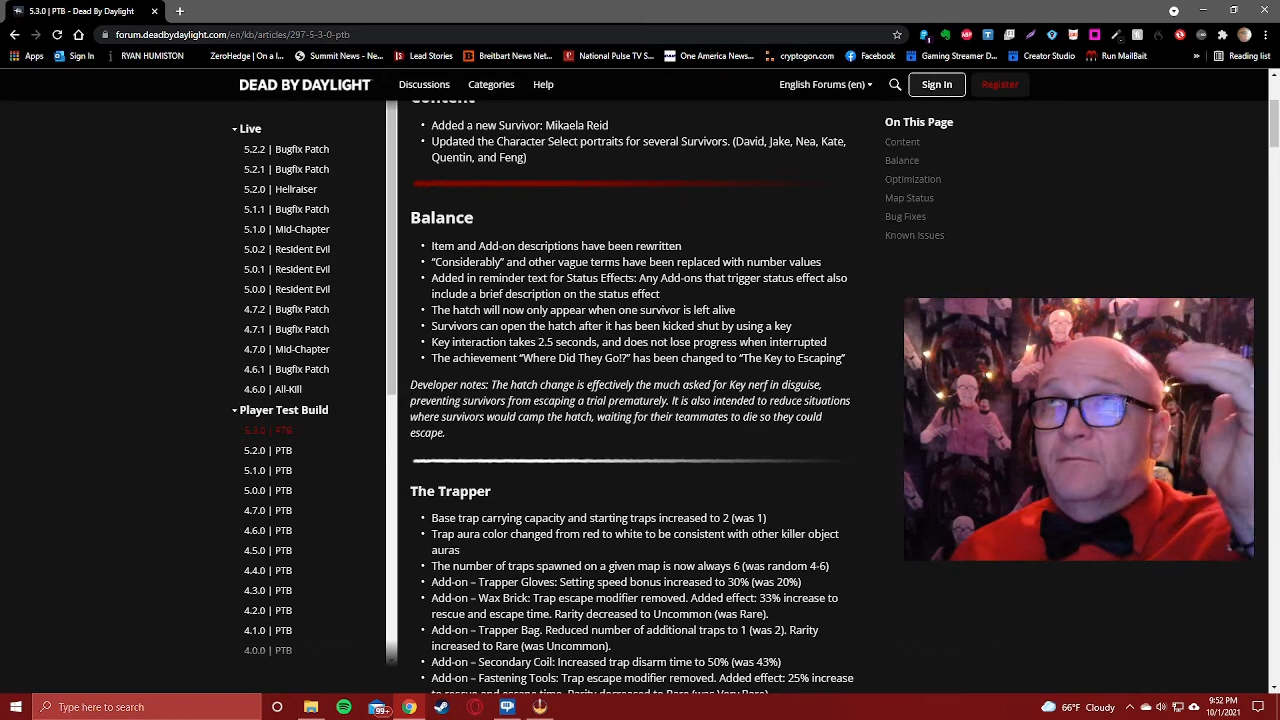 5.3.0 | PTB - Dead By Daylight
forum.deadbydaylight.com/en/kb/articles/297-5-3-0-ptb
Apps Sign In RYAN HUMISTON ZeroHedge | On a... Summit News - Ne... Lead Stories Breitbart News Net... National Pulse TV S... One America News... cryptogon.com Facebook Gaming Streamer D... Creator Studio Run MailBart » Reading list
DEAD BY DAYLIGHT Discussions Categories Help English Forums (en) Sign In Register
Content
Live
5.2.2 | Bugfix Patch
5.2.1 | Bugfix Patch
5.2.0 | Hellraiser
5.1.1 | Bugfix Patch
5.1.0 | Mid-Chapter
5.0.2 | Resident Evil
5.0.1 | Resident Evil
5.0.0 | Resident Evil
4.7.2 | Bugfix Patch
4.7.1 | Bugfix Patch
4.7.0 | Mid-Chapter
4.6.1 | Bugfix Patch
4.6.0 | All-Kill
Player Test Build
5.3.0 | PTB
5.2.0 | PTB
5.1.0 | PTB
5.0.0 | PTB
4.7.0 | PTB
4.6.0 | PTB
4.5.0 | PTB
4.4.0 | PTB
4.3.0 | PTB
4.2.0 | PTB
4.1.0 | PTB
4.0.0 | PTB
• Added a new Survivor: Mikaela Reid
• Updated the Character Select portraits for several Survivors. (David, Jake, Nea, Kate,
Quentin, and Feng)
Balance
• Item and Add-on descriptions have been rewritten
• “Considerably” and other vague terms have been replaced with number values
• Added in reminder text for Status Effects: Any Add-ons that trigger status effect also
include a brief description on the status effect
• The hatch will now only appear when one survivor is left alive
• Survivors can open the hatch after it has been kicked shut by using a key
• Key interaction takes 2.5 seconds, and does not lose progress when interrupted
• The achievement “Where Did They Go!?” has been changed to “The Key to Escaping”
Developer notes: The hatch change is effectively the much asked for Key nerf in disguise,
preventing survivors from escaping a trial prematurely. It is also intended to reduce situations
where survivors would camp the hatch, waiting for their teammates to die so they could
escape.
The Trapper
• Base trap carrying capacity and starting traps increased to 2 (was 1)
• Trap aura color changed from red to white to be consistent with other killer object
auras
• The number of traps spawned on a given map is now always 6 (was random 4-6)
• Add-on – Trapper Gloves: Setting speed bonus increased to 30% (was 20%)
• Add-on – Wax Brick: Trap escape modifier removed. Added effect: 33% increase to
rescue and escape time. Rarity decreased to Uncommon (was Rare).
• Add-on – Trapper Bag. Reduced number of additional traps to 1 (was 2). Rarity
increased to Rare (was Uncommon).
• Add-on – Secondary Coil: Increased trap disarm time to 50% (was 43%)
• Add-on – Fastening Tools: Trap escape modifier removed. Added effect: 25% increase
to rescue and escape time. Rarity decreased to Rare (was Very Rare)
On This Page
Content
Balance
Optimization
Map Status
Bug Fixes
Known Issues
Type here to search 99+ 66°F Cloudy 9:52 PM
10/1/2021